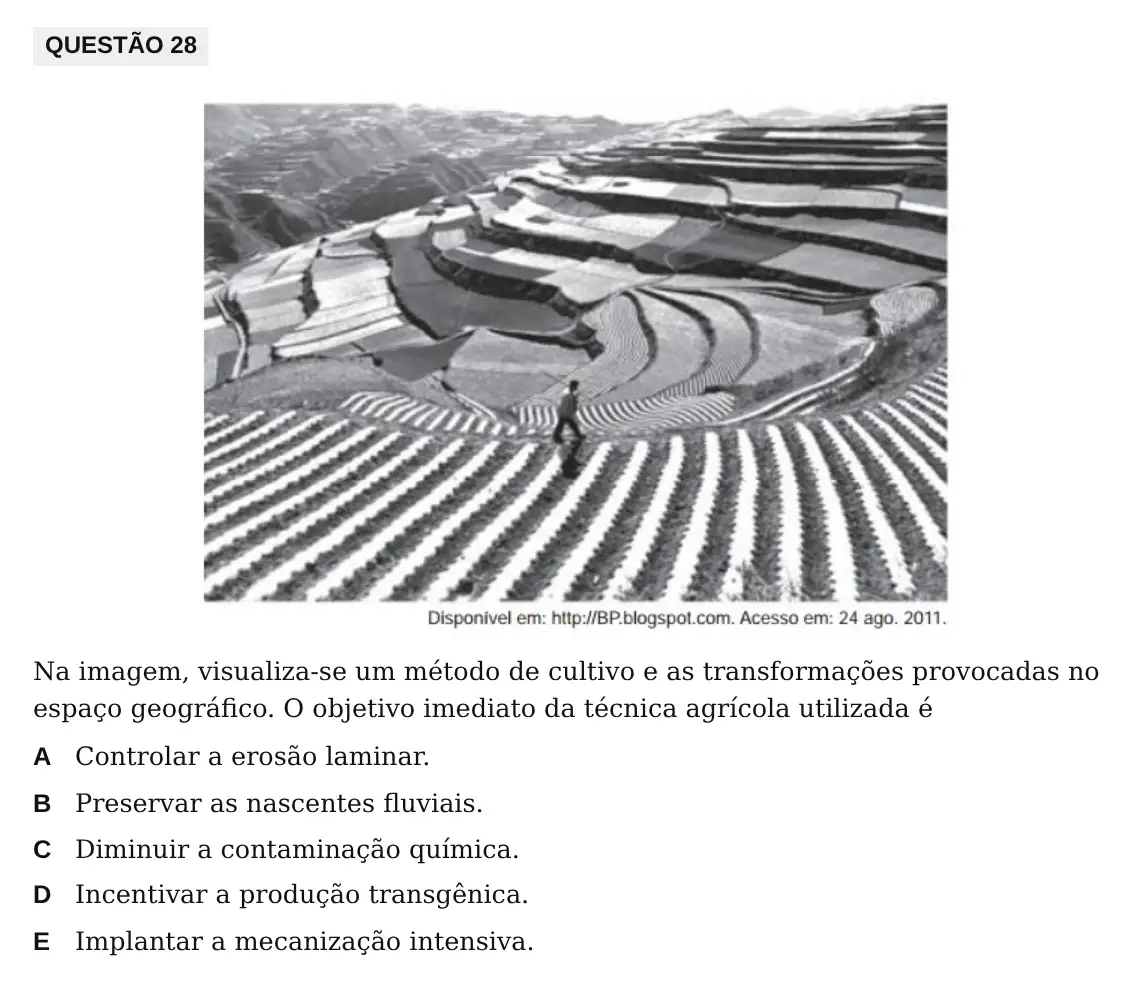 QUESTÃO 28
Disponível em: http://BP.blogspot.com. Acesso em: 24 ago. 2011.
Na imagem, visualiza-se um método de cultivo e as transformações provocadas no
espaço geográfico. O objetivo imediato da técnica agrícola utilizada é
A Controlar a erosão laminar.
B Preservar as nascentes fluviais.
C Diminuir a contaminação química.
D Incentivar a produção transgênica.
E Implantar a mecanização intensiva.